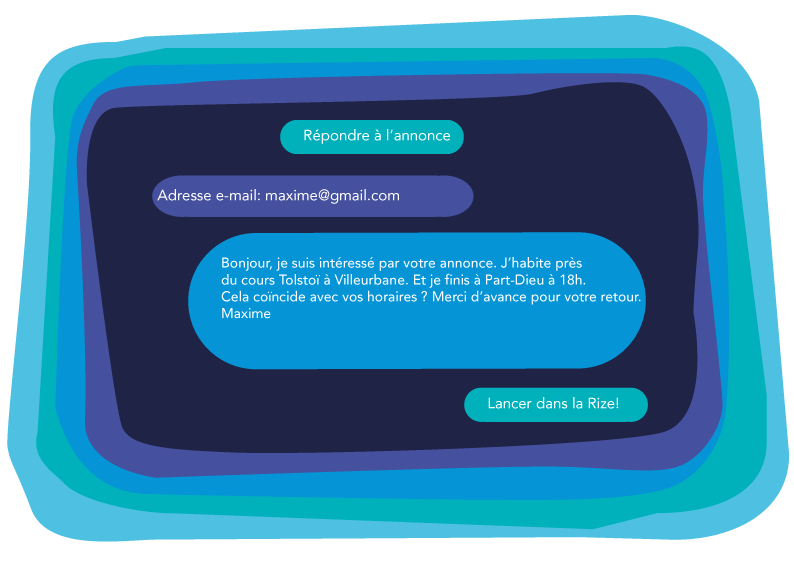 Répondre à l’annonce
Adresse e-mail: maxime@gmail.com
Bonjour, je suis intéressé par votre annonce. J’habite près
du cours Tolstoï à Villeurbane. Et je finis à Part-Dieu à 18h.
Cela coïncide avec vos horaires ? Merci d’avance pour votre retour.
Maxime
Lancer dans la Rize!